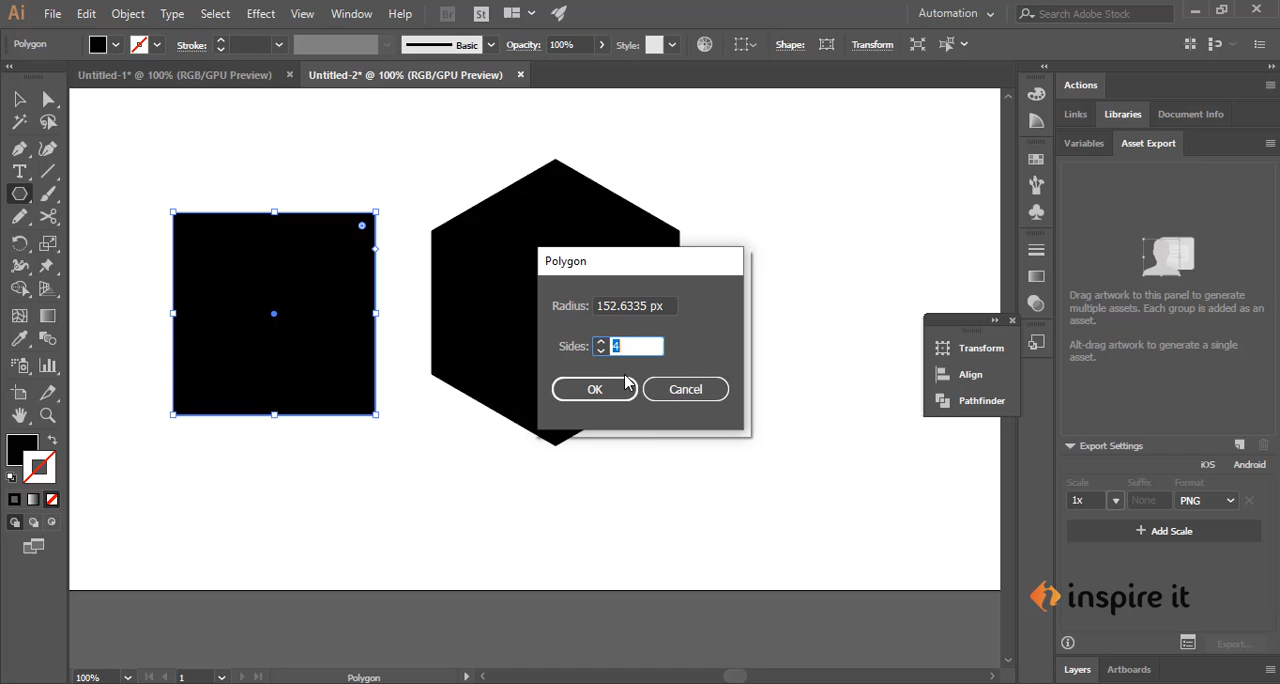 Ai File Edit Object Type Select Effect View Window Help Br St Automation Search Adobe Stock
Polygon Stroke: Basic Opacity: 100% Style: Shape: Transform
Untitled-1* @ 100% (RGB/GPU Preview) Untitled-2* @ 100% (RGB/GPU Preview)
Actions
Links Libraries Document Info
Variables Asset Export
Polygon
Radius: 152.6335 px
Sides: 4
OK Cancel
Transform
Align
Pathfinder
Drag artwork to this panel to generate
multiple assets. Each group is added as an
asset.
Alt-drag artwork to generate a single
asset.
Export Settings
iOS Android
Scale Suffix Format
1x None PNG
+ Add Scale
inspire it
Export...
Layers Artboards
100% 1 Polygon